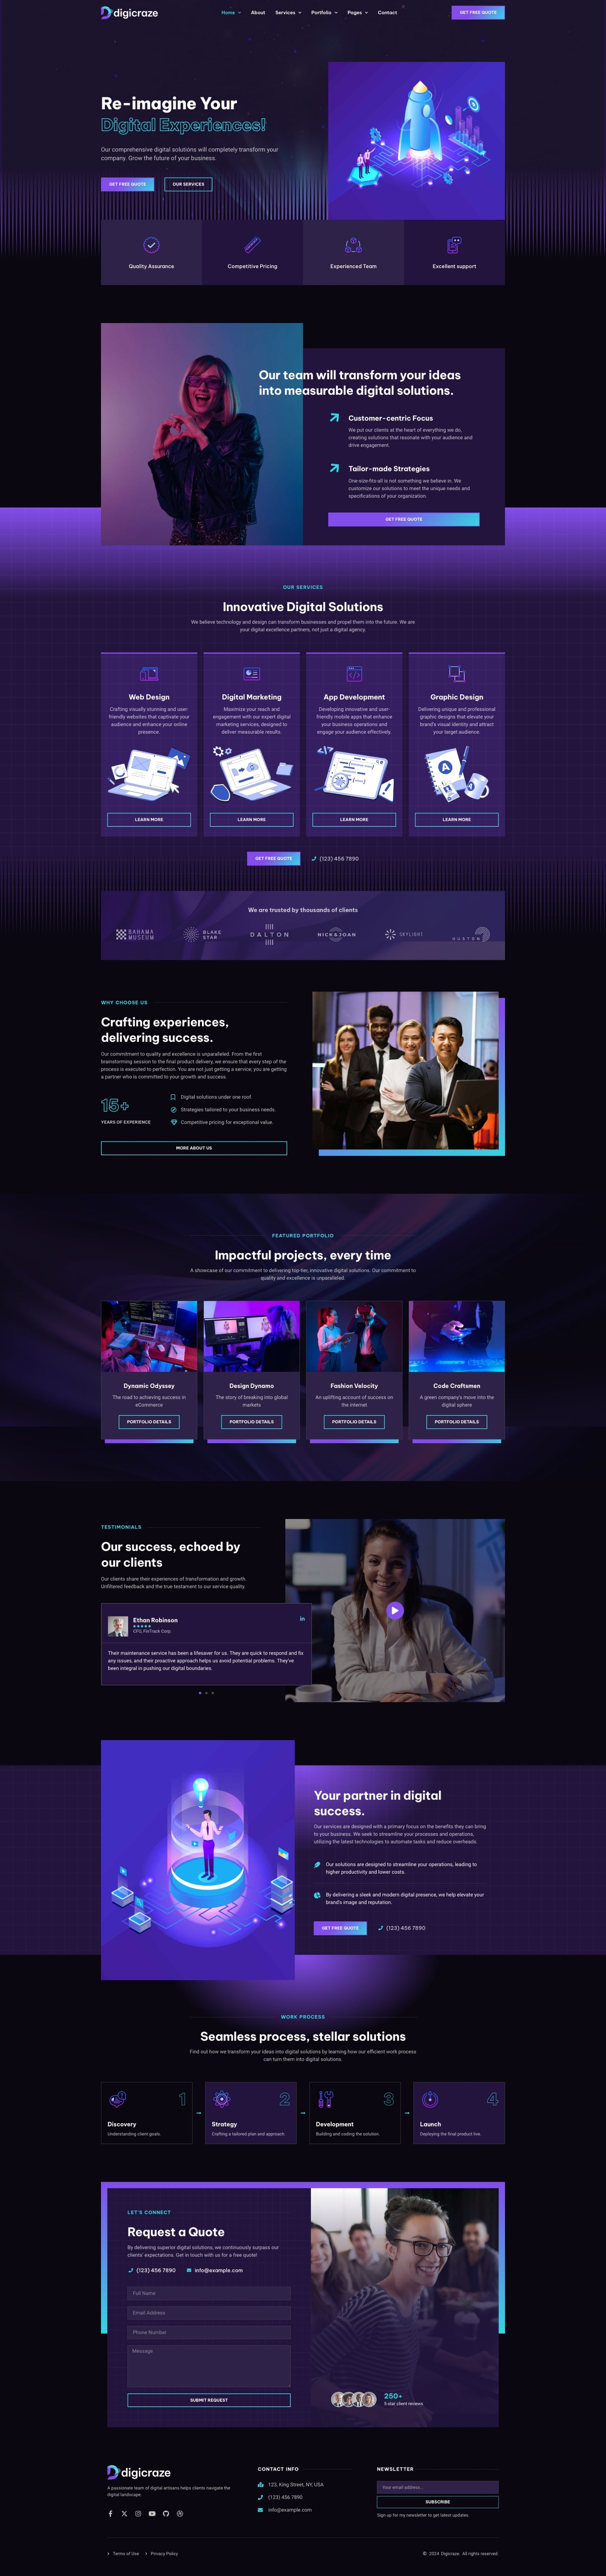 digicraze
Home About Services Portfolio Pages Contact
GET FREE QUOTE
Re-imagine Your
Digital Experiences!
Our comprehensive digital solutions will completely transform your
company. Grow the future of your business.
GET FREE QUOTE
OUR SERVICES
Quality Assurance
Competitive Pricing
Experienced Team
Excellent support
Our team will transform your ideas
into measurable digital solutions.
Customer-centric Focus
We put our clients at the heart of everything we do,
creating solutions that resonate with your audience and
drive engagement.
Tailor-made Strategies
One-size-fits-all is not something we believe in. We
customize our solutions to meet the unique needs and
specifications of your organization.
GET FREE QUOTE
OUR SERVICES
Innovative Digital Solutions
We believe technology and design can transform businesses and propel them into the future. We are
your digital excellence partners, not just a digital agency.
Web Design
Crafting visually stunning and user-
friendly websites that captivate your
audience and enhance your online
presence.
LEARN MORE
Digital Marketing
Maximize your reach and
engagement with our expert digital
marketing services, designed to
deliver measurable results.
LEARN MORE
App Development
Developing innovative and user-
friendly mobile apps that enhance
your business operations and
engage your audience effectively.
LEARN MORE
Graphic Design
Delivering unique and professional
graphic designs that elevate your
brand's visual identity and attract
your target audience.
LEARN MORE
GET FREE QUOTE
(123) 456 7890
We are trusted by thousands of clients
BAHAMA
MUSEUM
BLAKE
STAR
DALTON
NICK&JOAN
SKYLIGHT
HUSTON
WHY CHOOSE US
Crafting experiences,
delivering success.
Our commitment to quality and excellence is unparalleled. From the first
brainstorming session to the final product delivery, we ensure that every step of the
process is executed to perfection. You are not just getting a service; you are getting
a partner who is committed to your growth and success.
15+
YEARS OF EXPERIENCE
Digital solutions under one roof.
Strategies tailored to your business needs.
Competitive pricing for exceptional value.
MORE ABOUT US
FEATURED PORTFOLIO
Impactful projects, every time
A showcase of our commitment to delivering top-tier, innovative digital solutions. Our commitment to
quality and excellence is unparalleled.
Dynamic Odyssey
The road to achieving success in
eCommerce
PORTFOLIO DETAILS
Design Dynamo
The story of breaking into global
markets
PORTFOLIO DETAILS
Fashion Velocity
An uplifting account of success on
the internet
PORTFOLIO DETAILS
Code Craftsmen
A green company's move into the
digital sphere
PORTFOLIO DETAILS
TESTIMONIALS
Our success, echoed by
our clients
Our clients share their experiences of transformation and growth.
Unfiltered feedback and the true testament to our service quality.
Ethan Robinson
CFO, FinTrack Corp.
Their maintenance service has been a lifesaver for us. They are quick to respond and fix
any issues, and their proactive approach helps us avoid potential problems. They've
been integral in pushing our digital boundaries.
Your partner in digital
success.
Our services are designed with a primary focus on the benefits they can bring
to your business. We seek to streamline your processes and operations,
utilizing the latest technologies to automate tasks and reduce overheads.
Our solutions are designed to streamline your operations, leading to
higher productivity and lower costs.
By delivering a sleek and modern digital presence, we help elevate your
brand's image and reputation.
GET FREE QUOTE
(123) 456 7890
WORK PROCESS
Seamless process, stellar solutions
Find out how we transform your ideas into digital solutions by learning how our efficient work process
can turn them into digital solutions.
1
Discovery
Understanding client goals.
2
Strategy
Crafting a tailored plan and approach.
3
Development
Building and coding the solution.
4
Launch
Deploying the final product live.
LET'S CONNECT
Request a Quote
By delivering superior digital solutions, we continuously surpass our
clients' expectations. Get in touch with us for a free quote!
(123) 456 7890
info@example.com
Full Name
Email Address
Phone Number
Message
SUBMIT REQUEST
250+
5-star client reviews
digicraze
A passionate team of digital artisans helps clients navigate the
digital landscape.
CONTACT INFO
123, King Street, NY, USA
(123) 456 7890
info@example.com
NEWSLETTER
Your email address...
SUBSCRIBE
Sign up for my newsletter to get latest updates.
Terms of Use
Privacy Policy
© 2024 Digicraze. All rights reserved.